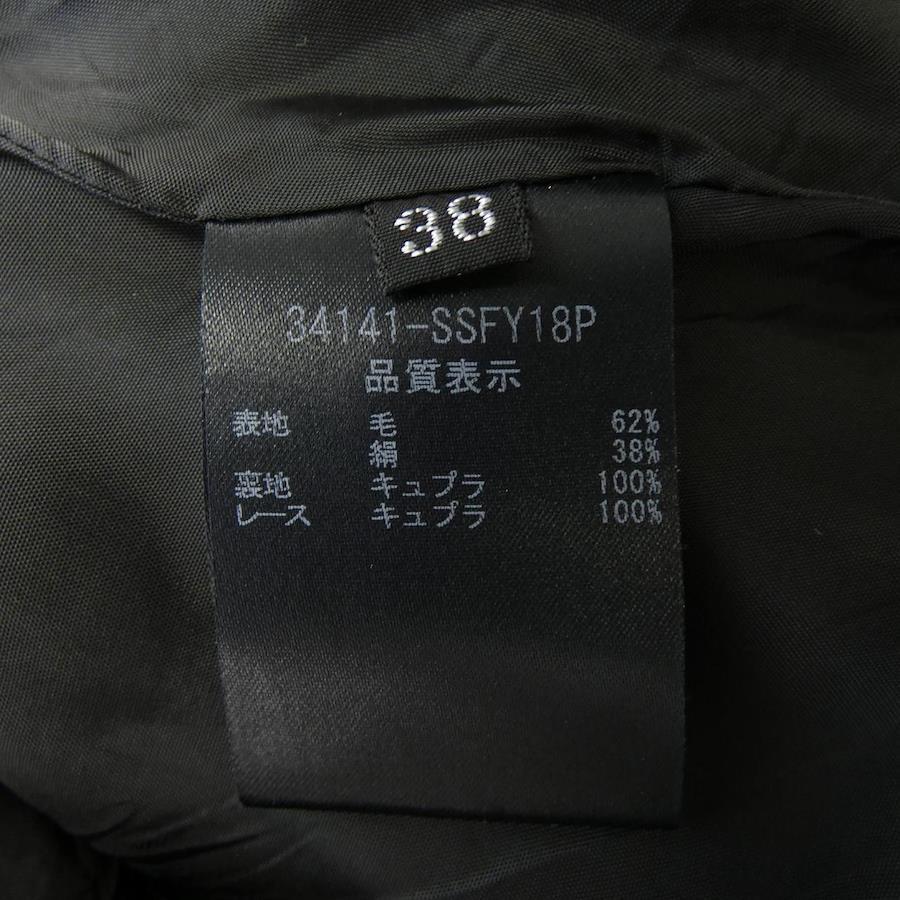 38
34141-SSFY18P
品質表示
表地 毛 62%
絹 38%
裏地 キュプラ 100%
レース キュプラ 100%